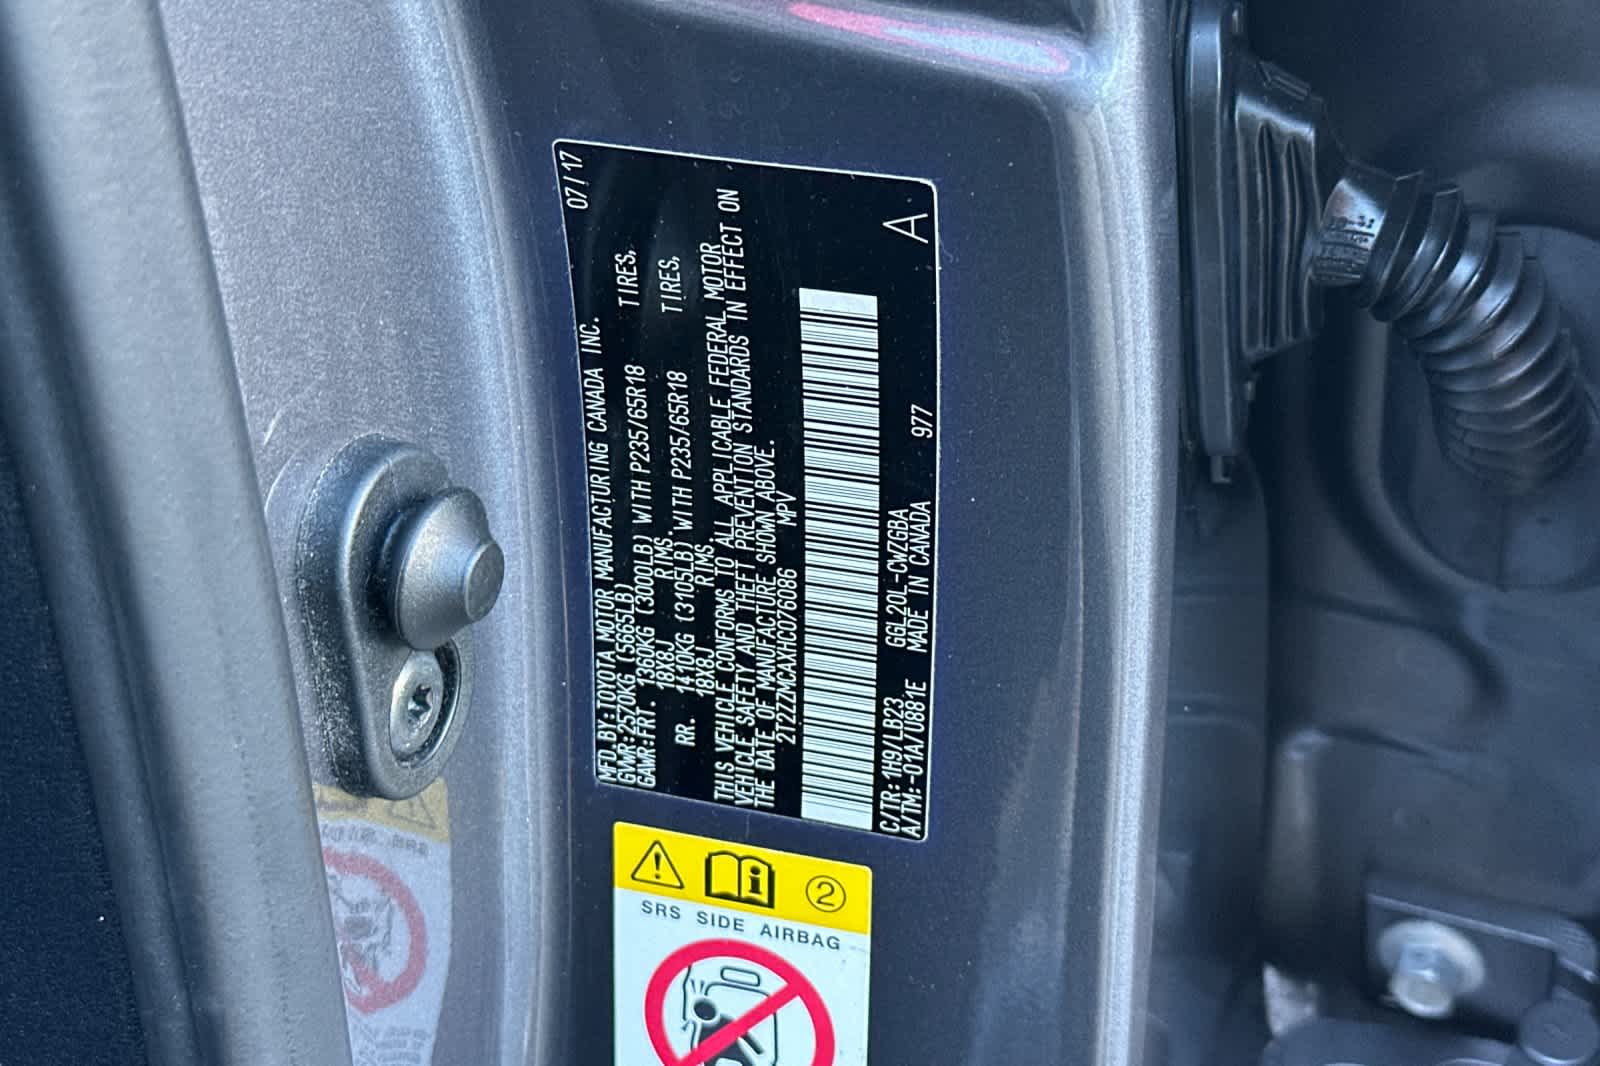 MFD.BY:TOYOTA MOTOR MANUFACTURING CANADA INC. 07/17
GVWR:2570KG (5665LB)
GAWR:FRT. 1360KG (3000LB) WITH P235/65R18 TIRES,
18X8J RIMS.
RR. 1410KG (3105LB) WITH P235/65R18 TIRES,
18X8J RIMS.
THIS VEHICLE CONFORMS TO ALL APPLICABLE FEDERAL MOTOR
VEHICLE SAFETY AND THEFT PREVENTION STANDARDS IN EFFECT ON
THE DATE OF MANUFACTURE SHOWN ABOVE.
2T2ZZMCAXHC076086 MPV
C/TR:1H9/LB23 GGL20L-CWZGBA 977 A
A/TM:-01A/U881E MADE IN CANADA
2
SRS SIDE AIRBAG